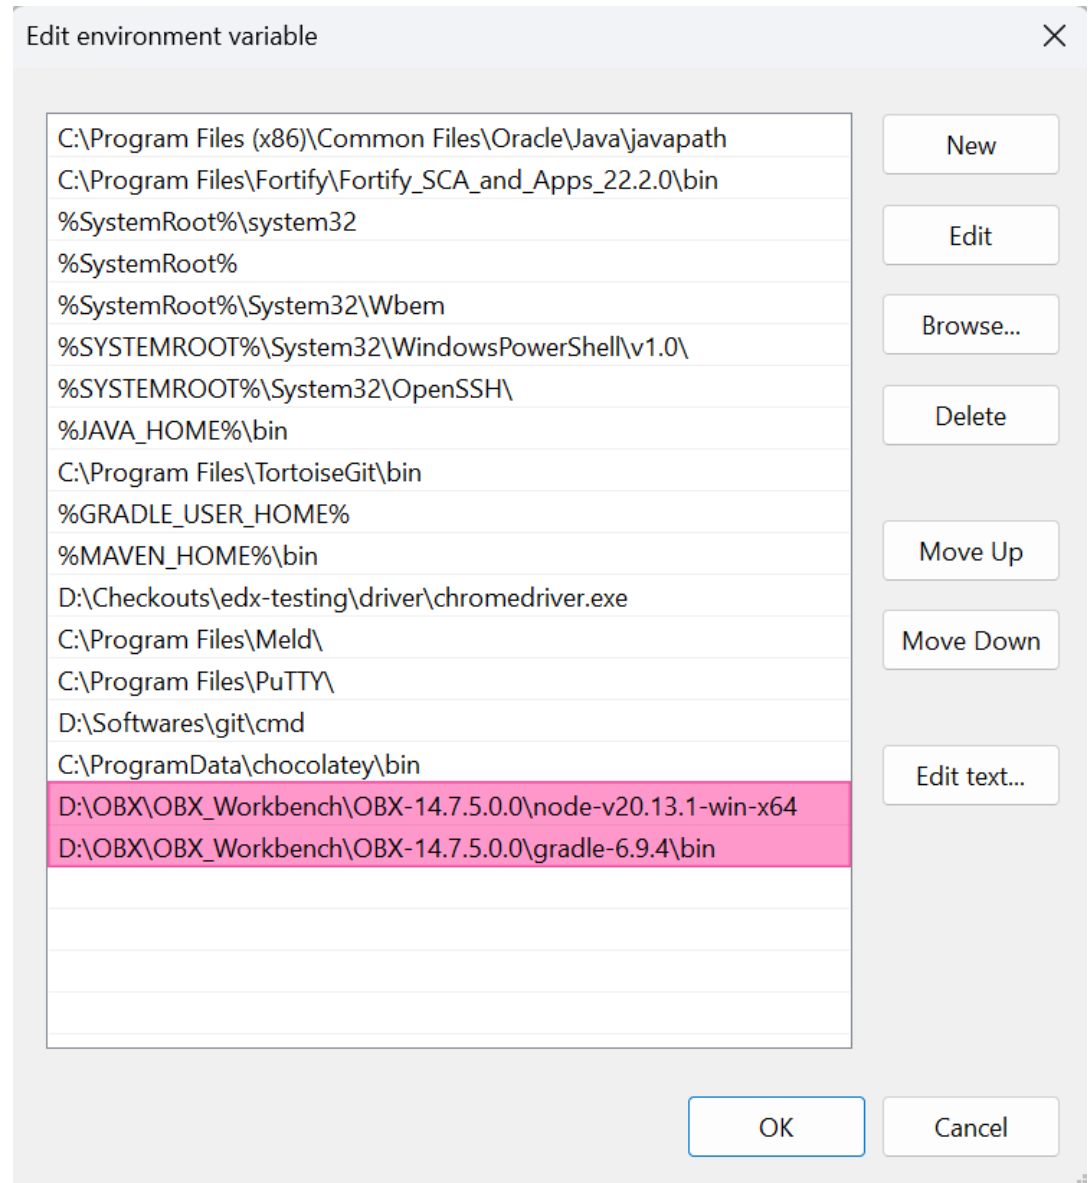 Edit environment variable
C:\Program Files (x86)\Common Files\Oracle\Java\javapath
C:\Program Files\Fortify\Fortify_SCA_and_Apps_22.2.0\bin
%SystemRoot%\system32
%SystemRoot%
%SystemRoot%\System32\Wbem
%SYSTEMROOT%\System32\WindowsPowerShell\v1.0\
%SYSTEMROOT%\System32\OpenSSH\
%JAVA_HOME%\bin
C:\Program Files\TortoiseGit\bin
%GRADLE_USER_HOME%
%MAVEN_HOME%\bin
D:\Checkouts\edx-testing\driver\chromedriver.exe
C:\Program Files\Meld\
C:\Program Files\PuTTY\
D:\Softwares\git\cmd
C:\ProgramData\chocolatey\bin
D:\OBX\OBX_Workbench\OBX-14.7.5.0.0\node-v20.13.1-win-x64
D:\OBX\OBX_Workbench\OBX-14.7.5.0.0\gradle-6.9.4\bin
New
Edit
Browse...
Delete
Move Up
Move Down
Edit text...
OK
Cancel